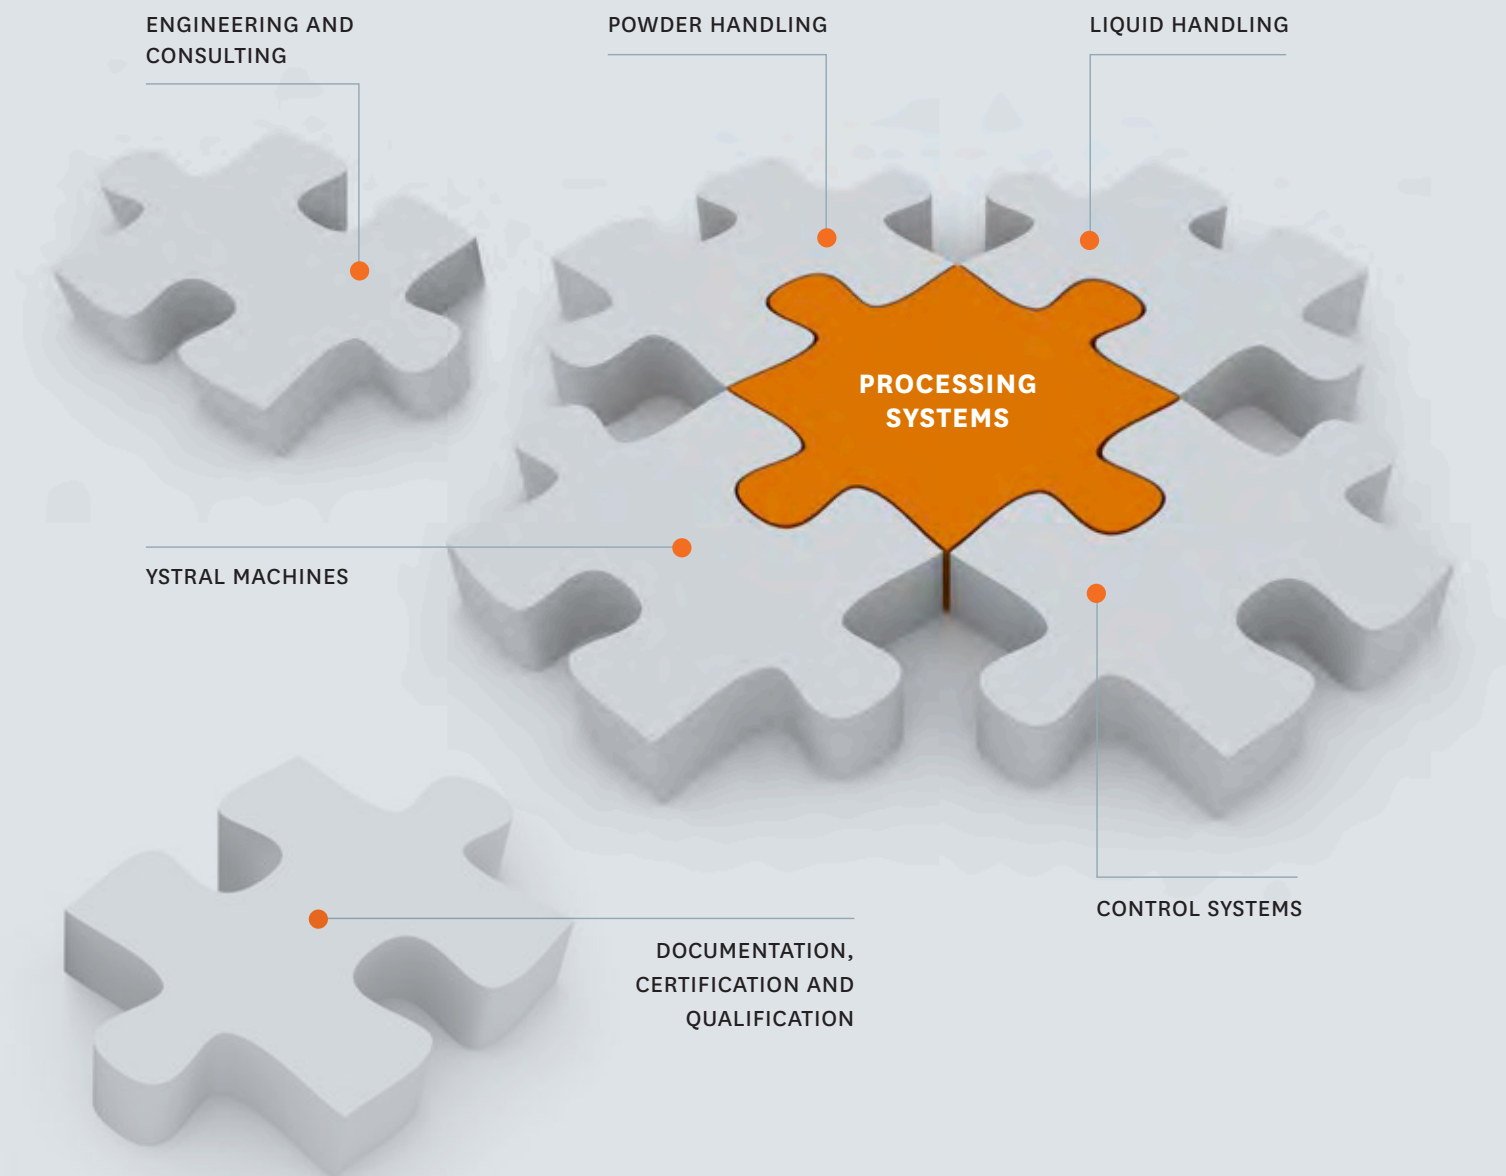 ENGINEERING AND
CONSULTING
POWDER HANDLING
LIQUID HANDLING
PROCESSING
SYSTEMS
YSTRAL MACHINES
CONTROL SYSTEMS
DOCUMENTATION,
CERTIFICATION AND
QUALIFICATION